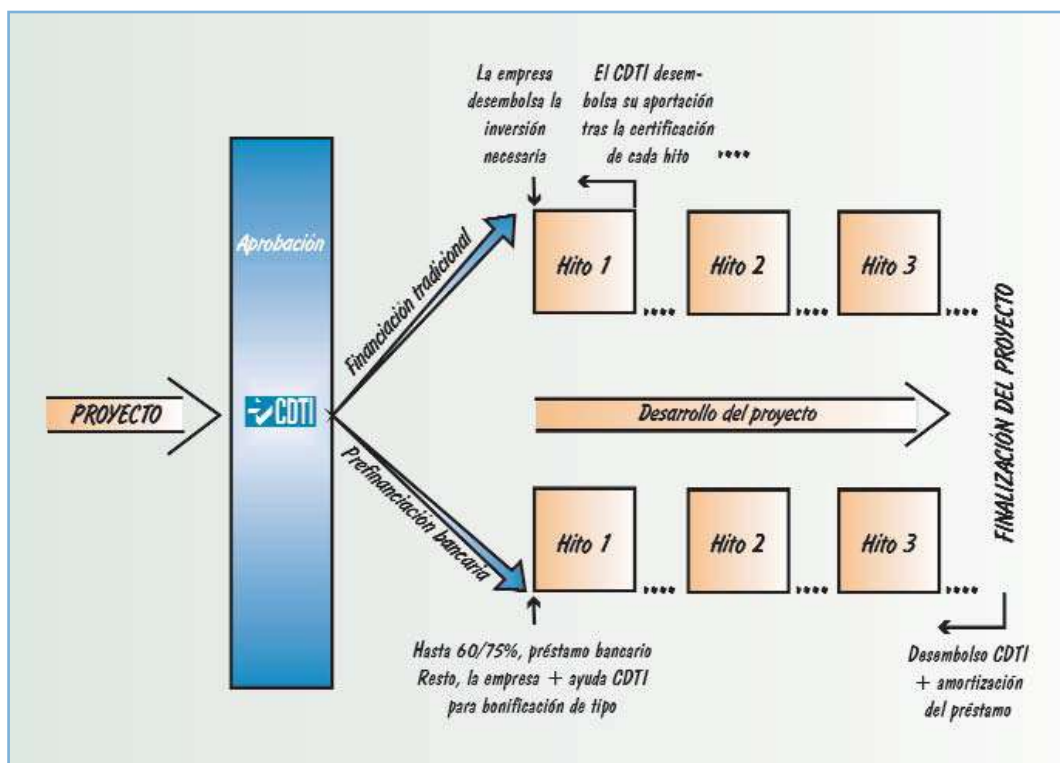 La empresa
desembolsa la
inversión
necesaria
El CDTI desem-
bolsa su aportación
tras la certificación
de cada hito ....
Aprobación
Financiación tradicional
Hito 1
....
Hito 2
....
Hito 3
....
PROYECTO
CDTI
Desarrollo del proyecto
FINALIZACIÓN DEL PROYECTO
Prefinanciación bancaria
Hito 1
....
Hito 2
....
Hito 3
....
Hasta 60/75%, préstamo bancario
Resto, la empresa + ayuda CDTI
para bonificación de tipo
Desembolso CDTI
+ amortización
del préstamo